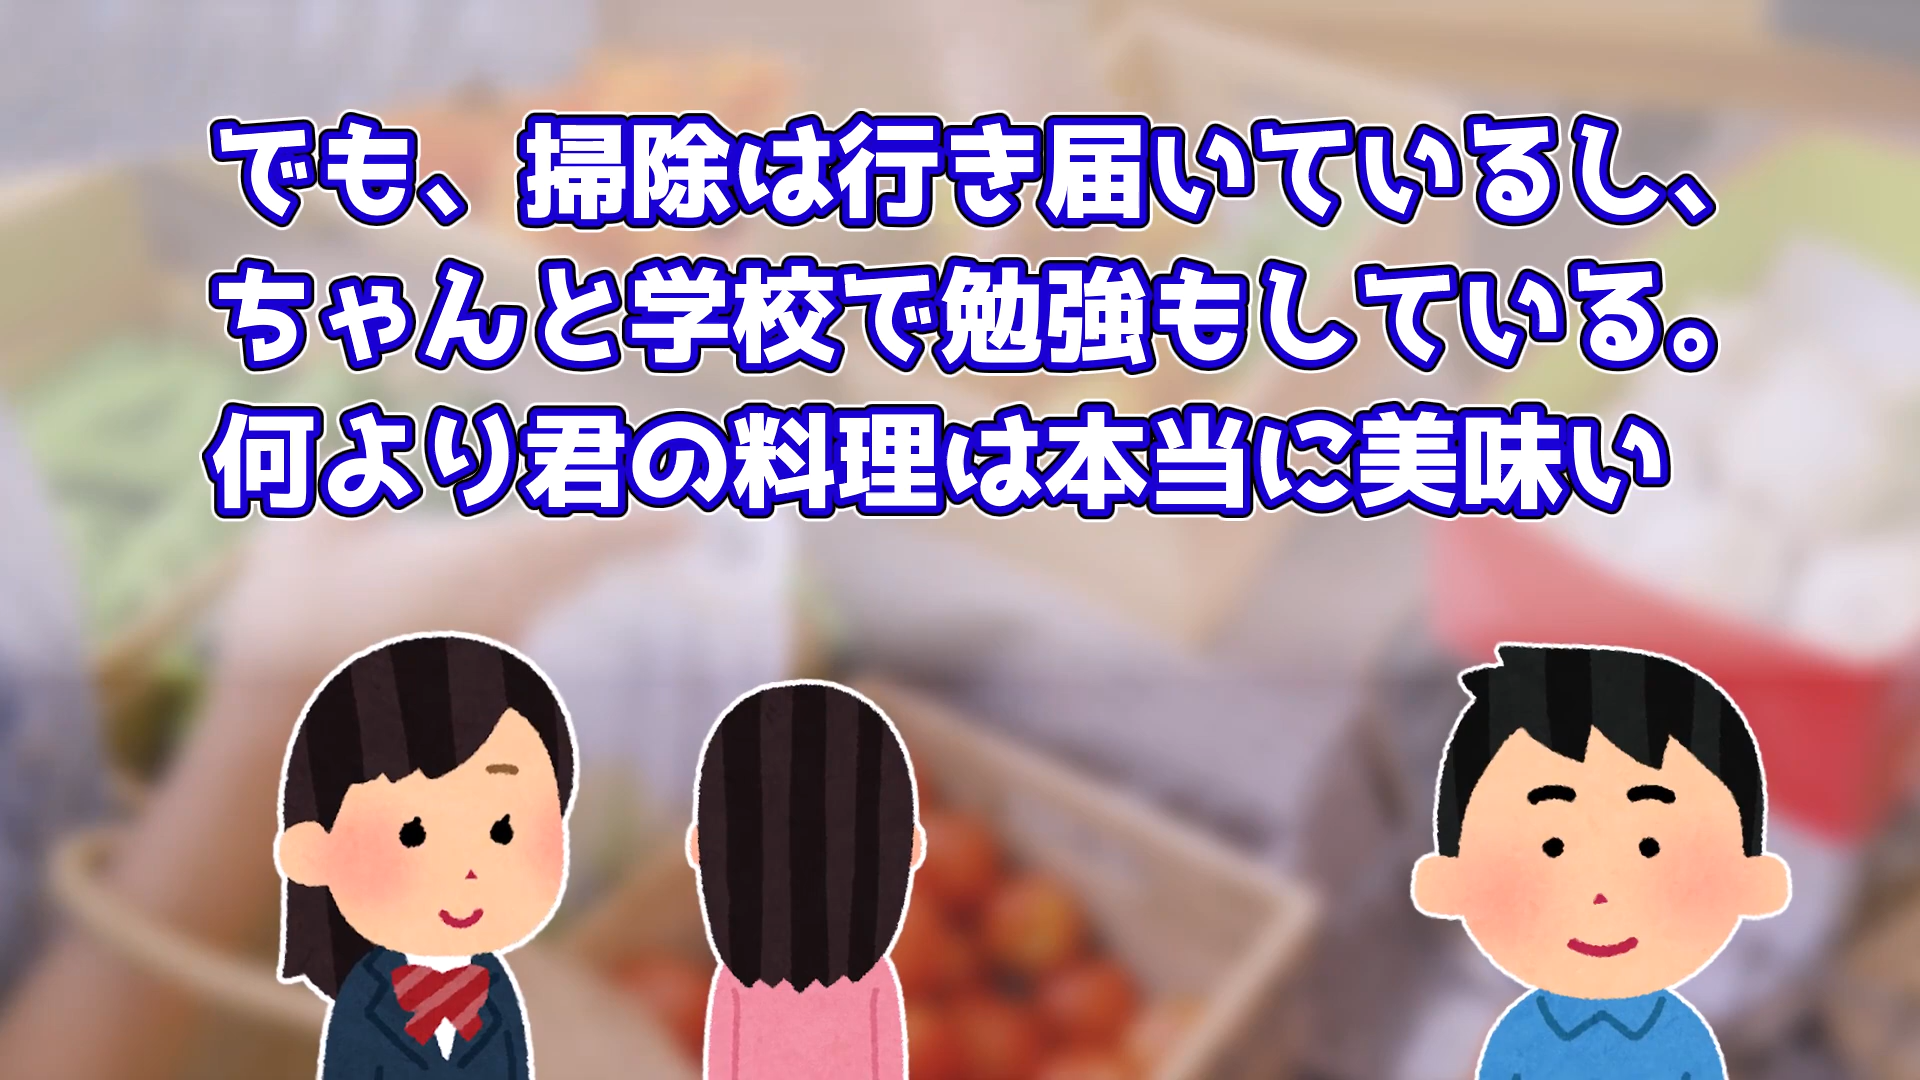 でも、掃除は行き届いているし、
ちゃんと学校で勉強もしている。
何より君の料理は本当に美味い